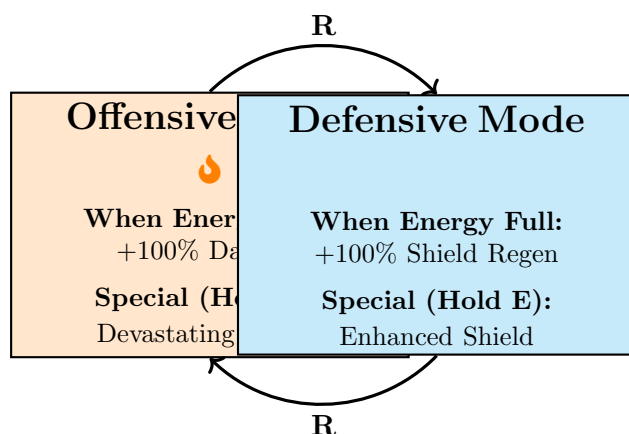 R
Offensive
When Ener
+100% Da
Special (H
Devastating
Defensive Mode
When Energy Full:
+100% Shield Regen
Special (Hold E):
Enhanced Shield
R